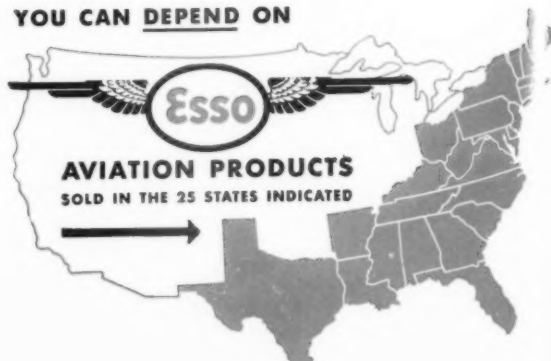 YOU CAN DEPEND ON
Esso
AVIATION PRODUCTS
SOLD IN THE 25 STATES INDICATED